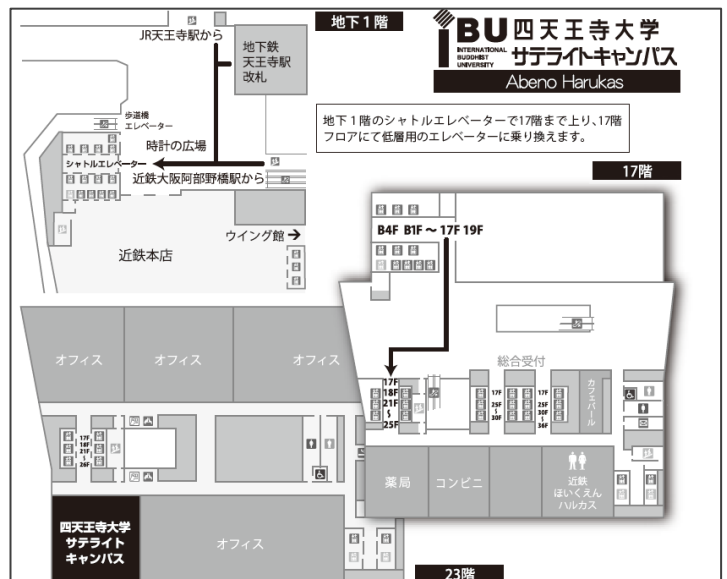 地下1階
JR天王寺駅から
地下鉄
天王寺駅
改札
iBU 四天王寺大学
INTERNATIONAL
BUDDHIST
UNIVERSITY
サテライトキャンパス
Abeno Harukas
地下1階のシャトルエレベーターで17階まで上り、17階
フロアにて低層用のエレベーターに乗り換えます。
歩道橋
エレベーター
時計の広場
シャトルエレベーター
近鉄大阪阿部野橋駅から
ウイング館→
近鉄本店
17階
B4F B1F～17F 19F
総合受付
17F
18F
21F
～
25F
17F
25F
～
30F
17F
25F
30F
～
36F
カフェバール
薬局
コンビニ
近鉄
ほいくえん
ハルカス
オフィス
オフィス
オフィス
17F
18F
21F
～
26F
四天王寺大学
サテライト
キャンパス
オフィス
23階